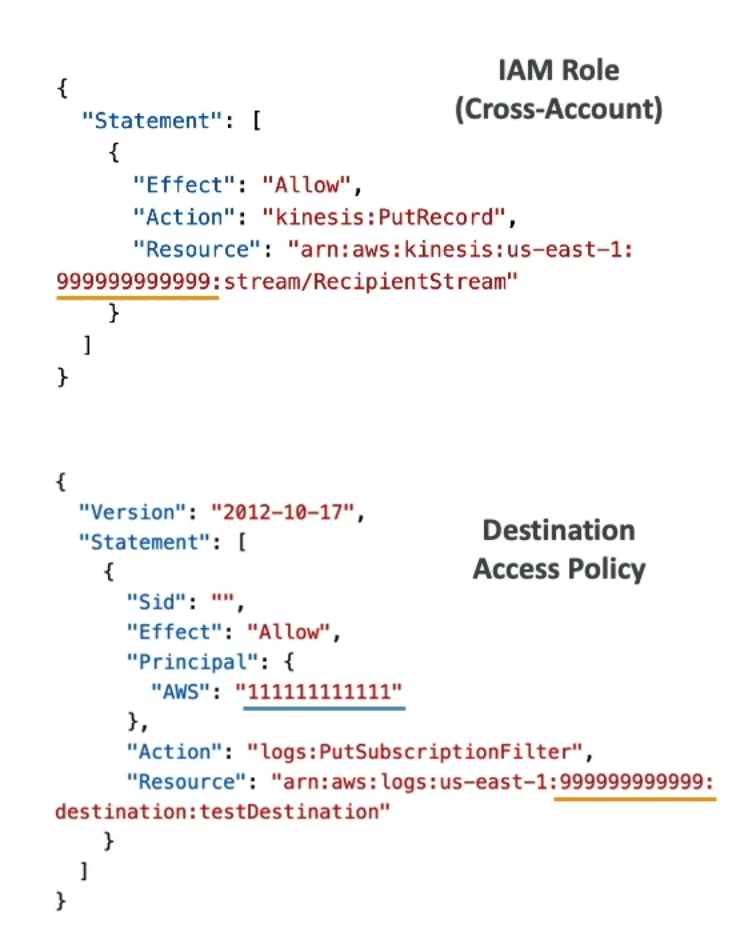 IAM Role
(Cross-Account)
{
"Statement": [
{
"Effect": "Allow",
"Action": "kinesis:PutRecord",
"Resource": "arn:aws:kinesis:us-east-1:
999999999999:stream/RecipientStream"
}
]
}
Destination
Access Policy
{
"Version": "2012-10-17",
"Statement": [
{
"Sid": "",
"Effect": "Allow",
"Principal": {
"AWS": "111111111111"
},
"Action": "logs:PutSubscriptionFilter",
"Resource": "arn:aws:logs:us-east-1:999999999999:
destination:testDestination"
}
]
}